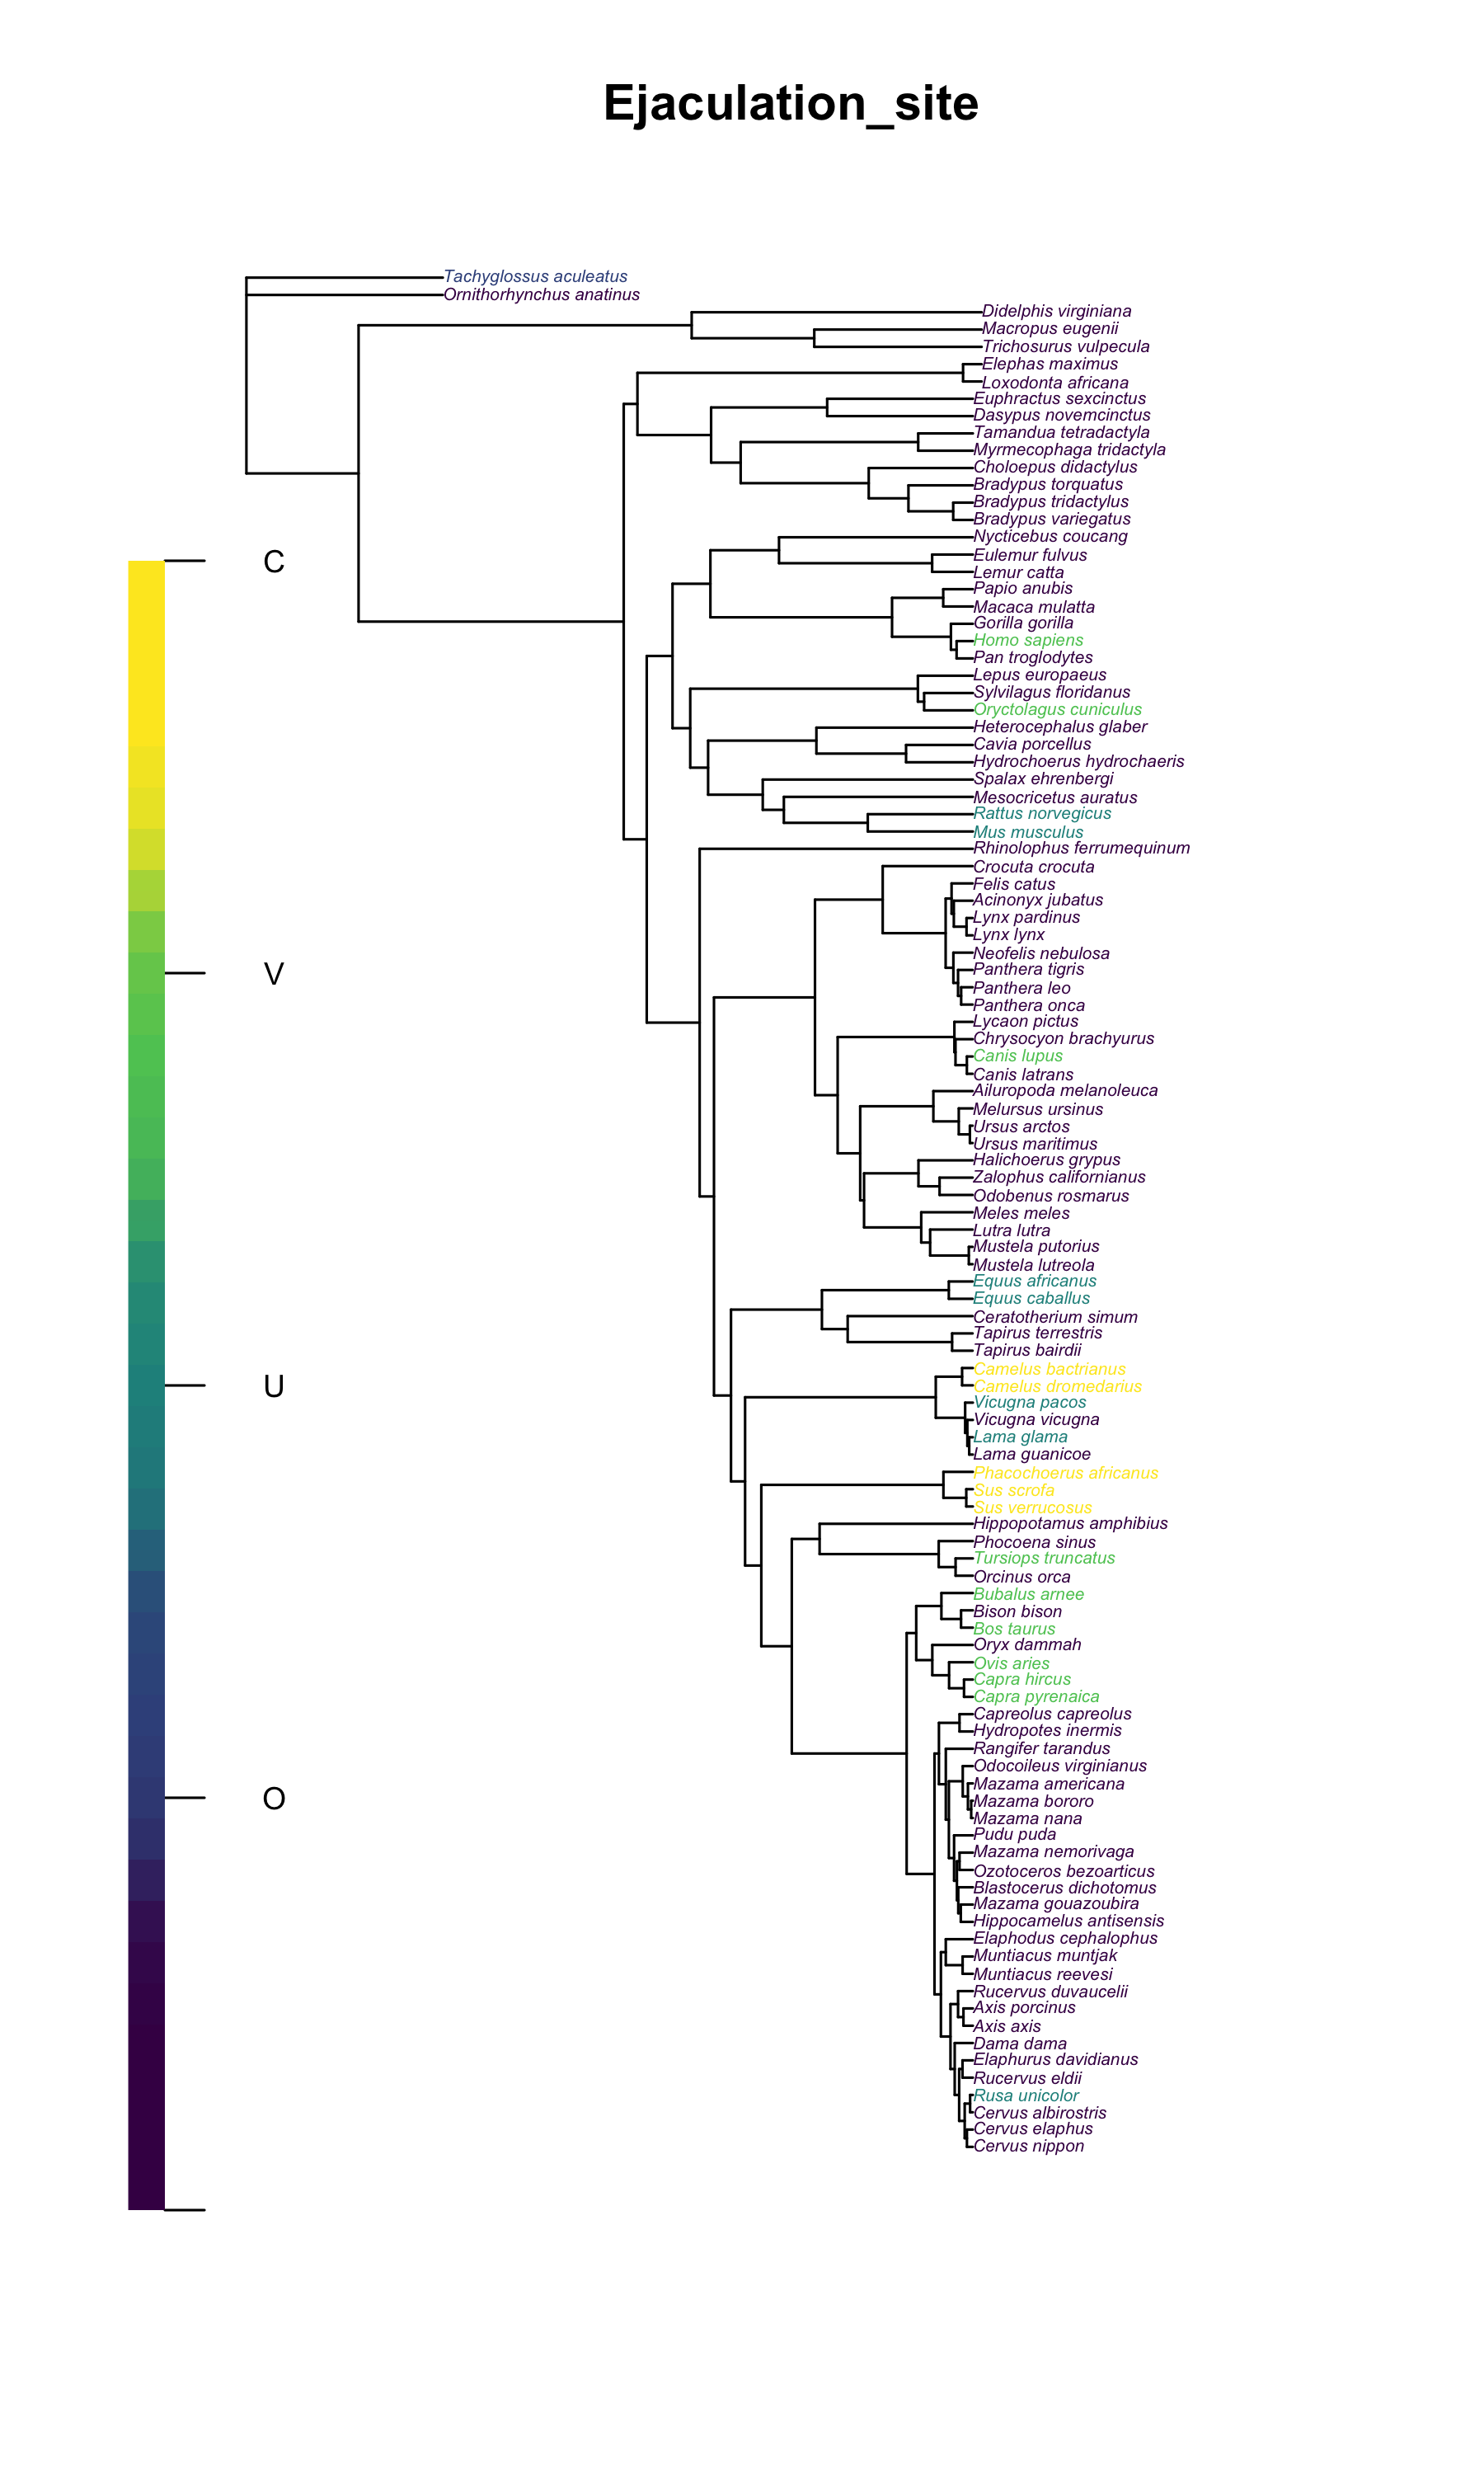 Ejaculation_site
Tachyglossus aculeatus
Ornithorhynchus anatinus
Didelphis virginiana
Macropus eugenii
Trichosurus vulpecula
Elephas maximus
Loxodonta africana
Euphractus sexcinctus
Dasypus novemcinctus
Tamandua tetradactyla
Myrmecophaga tridactyla
Choloepus didactylus
Bradypus torquatus
Bradypus tridactylus
Bradypus variegatus
Nycticebus coucang
Eulemur fulvus
Lemur catta
Papio anubis
Macaca mulatta
Gorilla gorilla
Homo sapiens
Pan troglodytes
Lepus europaeus
Sylvilagus floridanus
Oryctolagus cuniculus
Heterocephalus glaber
Cavia porcellus
Hydrochoerus hydrochaeris
Spalax ehrenbergi
Mesocricetus auratus
Rattus norvegicus
Mus musculus
Rhinolophus ferrumequinum
Crocuta crocuta
Felis catus
Acinonyx jubatus
Lynx pardinus
Lynx lynx
Neofelis nebulosa
Panthera tigris
Panthera leo
Panthera onca
Lycaon pictus
Chrysocyon brachyurus
Canis lupus
Canis latrans
Ailuropoda melanoleuca
Melursus ursinus
Ursus arctos
Ursus maritimus
Halichoerus grypus
Zalophus californianus
Odobenus rosmarus
Meles meles
Lutra lutra
Mustela putorius
Mustela lutreola
Equus africanus
Equus caballus
Ceratotherium simum
Tapirus terrestris
Tapirus bairdii
Camelus bactrianus
Camelus dromedarius
Vicugna pacos
Vicugna vicugna
Lama glama
Lama guanicoe
Phacochoerus africanus
Sus scrofa
Sus verrucosus
Hippopotamus amphibius
Phocoena sinus
Tursiops truncatus
Orcinus orca
Bubalus arnee
Bison bison
Bos taurus
Oryx dammah
Ovis aries
Capra hircus
Capra pyrenaica
Capreolus capreolus
Hydropotes inermis
Rangifer tarandus
Odocoileus virginianus
Mazama americana
Mazama bororo
Mazama nana
Pudu puda
Mazama nemorivaga
Ozotoceros bezoarticus
Blastocerus dichotomus
Mazama gouazoubira
Hippocamelus antisensis
Elaphodus cephalophus
Muntiacus muntjak
Muntiacus reevesi
Rucervus duvaucelii
Axis porcinus
Axis axis
Dama dama
Elaphurus davidianus
Rucervus eldii
Rusa unicolor
Cervus albirostris
Cervus elaphus
Cervus nippon
C
V
U
O